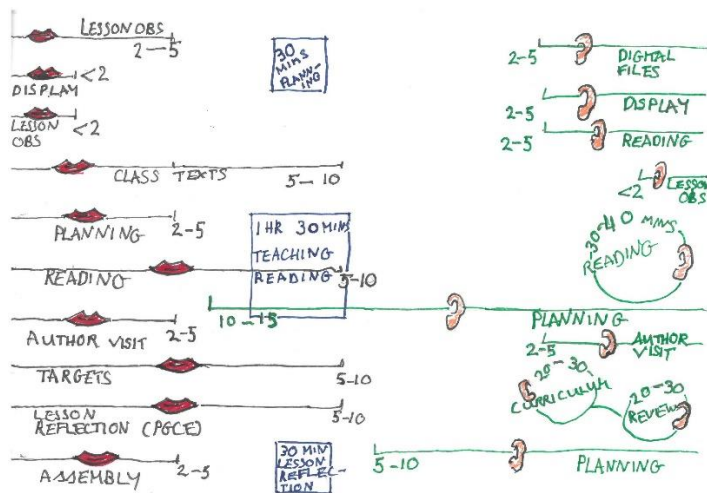 LESSON OBS
2-5
DISPLAY
<2
LESSON OBS
<2
CLASS TEXTS
5-10
PLANNING
2-5
READING
5-10
AUTHOR VISIT
2-5
TARGETS
5-10
LESSON
REFLECTION (PGCE)
5-10
ASSEMBLY
2-5
30
MINS
PLANN-
ING
1 HR 30 MINS
TEACHING
READING
30 MIN
LESSON
REFLEC-
TION
2-5
DIGITAL
FILES
2-5
DISPLAY
2-5
READING
<2
LESSON
OBS
30-40 MINS
READING
10-15
PLANNING
2-5
AUTHOR
VISIT
20-30
CURRICULUM
20-30
REVIEW
5-10
PLANNING